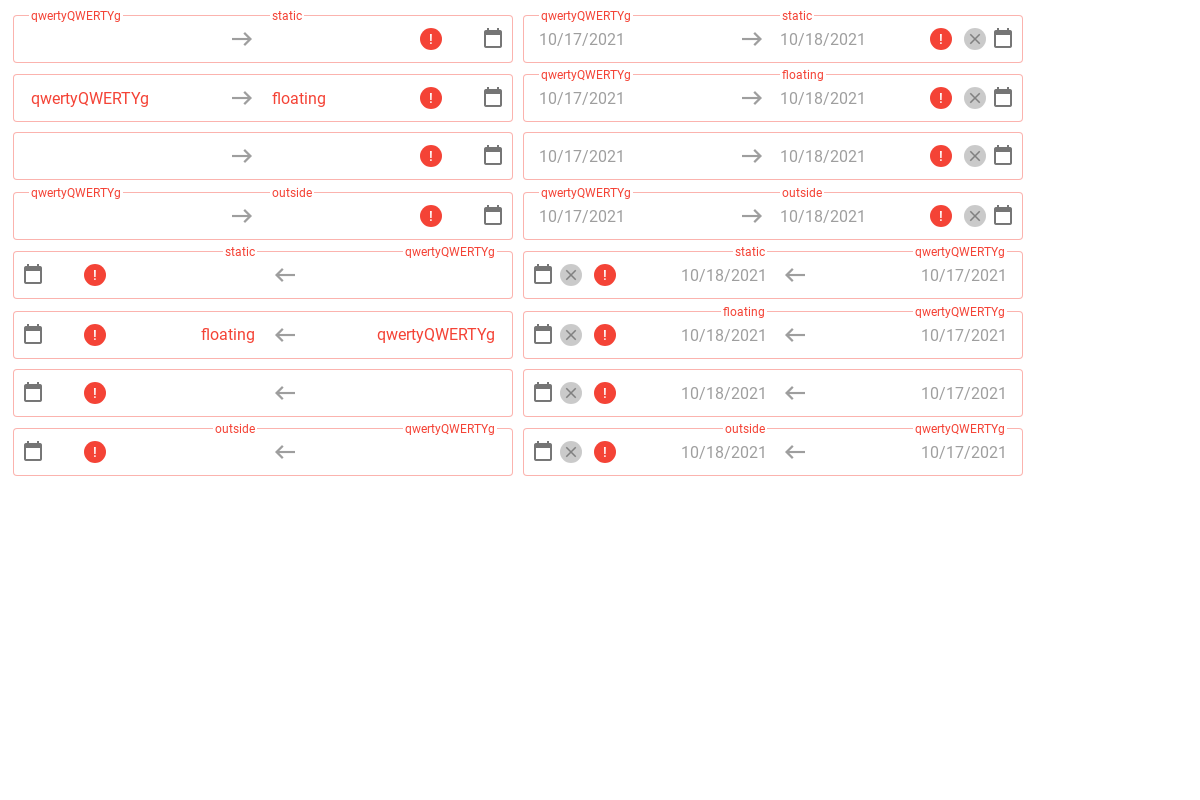 qwertyQWERTYg static qwertyQWERTYg static
10/17/2021 10/18/2021
qwertyQWERTYg floating
qwertyQWERTYg floating 10/17/2021 10/18/2021
10/17/2021 10/18/2021
qwertyQWERTYg outside qwertyQWERTYg outside
10/17/2021 10/18/2021
static qwertyQWERTYg static qwertyQWERTYg
10/18/2021 10/17/2021
floating qwertyQWERTYg
floating qwertyQWERTYg 10/18/2021 10/17/2021
10/18/2021 10/17/2021
outside qwertyQWERTYg outside qwertyQWERTYg
10/18/2021 10/17/2021